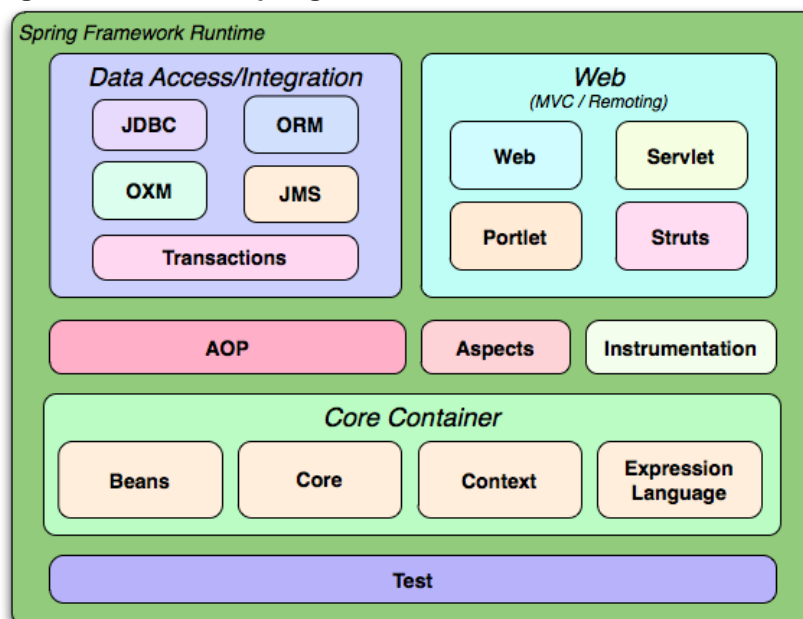 Spring Framework Runtime
Data Access/Integration
JDBC
ORM
OXM
JMS
Transactions
Web
(MVC / Remoting)
Web
Servlet
Portlet
Struts
AOP
Aspects
Instrumentation
Core Container
Beans
Core
Context
Expression
Language
Test